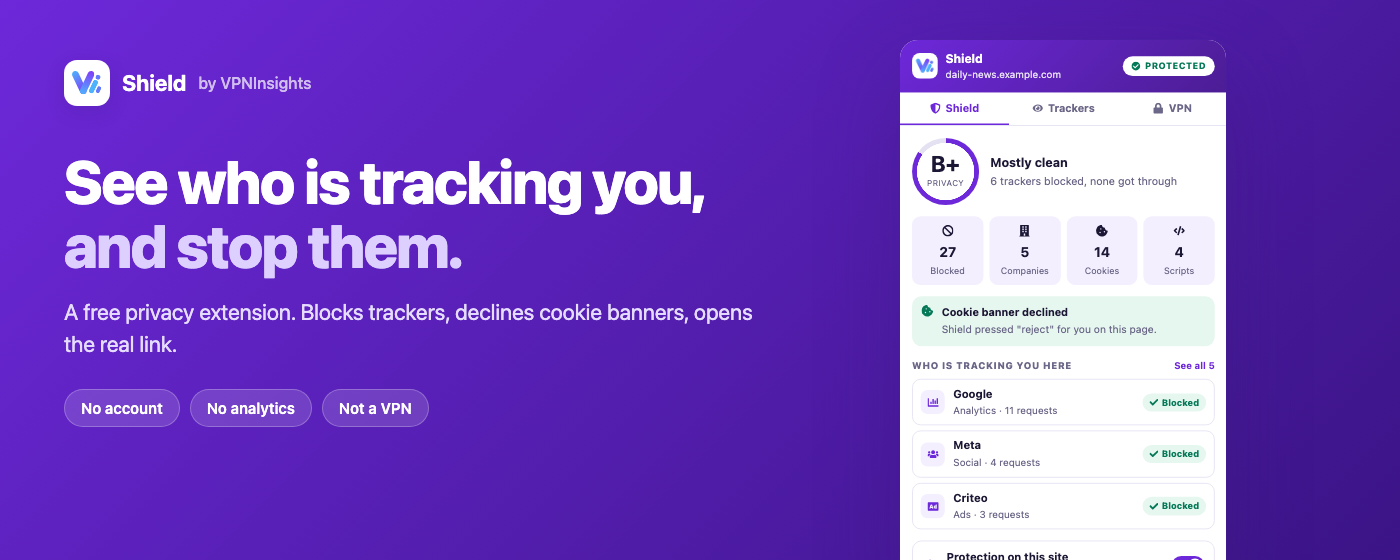 Shield by VPNInsights
See who is tracking you,
and stop them.
A free privacy extension. Blocks trackers, declines cookie banners, opens
the real link.
No account
No analytics
Not a VPN
Shield
daily-news.example.com
PROTECTED
Shield
Trackers
VPN
B+
PRIVACY
Mostly clean
6 trackers blocked, none got through
27
Blocked
5
Companies
14
Cookies
4
Scripts
Cookie banner declined
Shield pressed "reject" for you on this page.
WHO IS TRACKING YOU HERE
See all 5
Google
Analytics · 11 requests
Blocked
Meta
Social · 4 requests
Blocked
Criteo
Ads · 3 requests
Blocked
Protection on this site